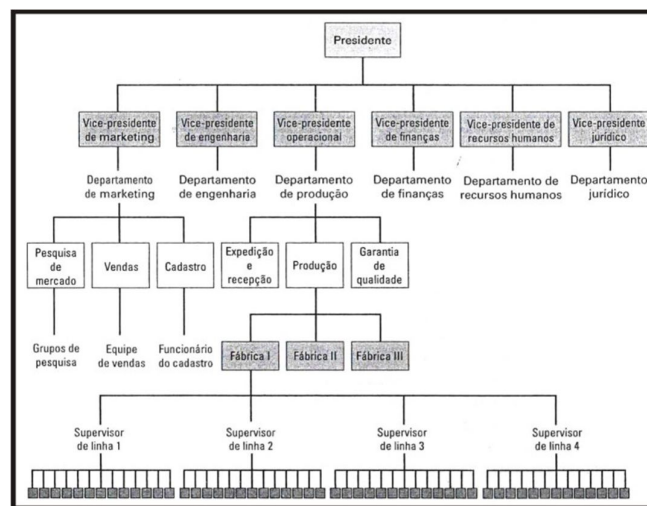 Presidente
Vice-presidente
de marketing
Vice-presidente
de engenharia
Vice-presidente
operacional
Vice-presidente
de finanças
Vice-presidente de
recursos humanos
Vice-presidente
jurídico
Departamento
de marketing
Departamento
de engenharia
Departamento
de produção
Departamento
de finanças
Departamento de
recursos humanos
Departamento
jurídico
Pesquisa
de
mercado
Vendas
Cadastro
Expedição
e
recepção
Produção
Garantia
de
qualidade
Grupos de
pesquisa
Equipe
de vendas
Funcionário
do cadastro
Fábrica I
Fábrica II
Fábrica III
Supervisor
de linha 1
Supervisor
de linha 2
Supervisor
de linha 3
Supervisor
de linha 4